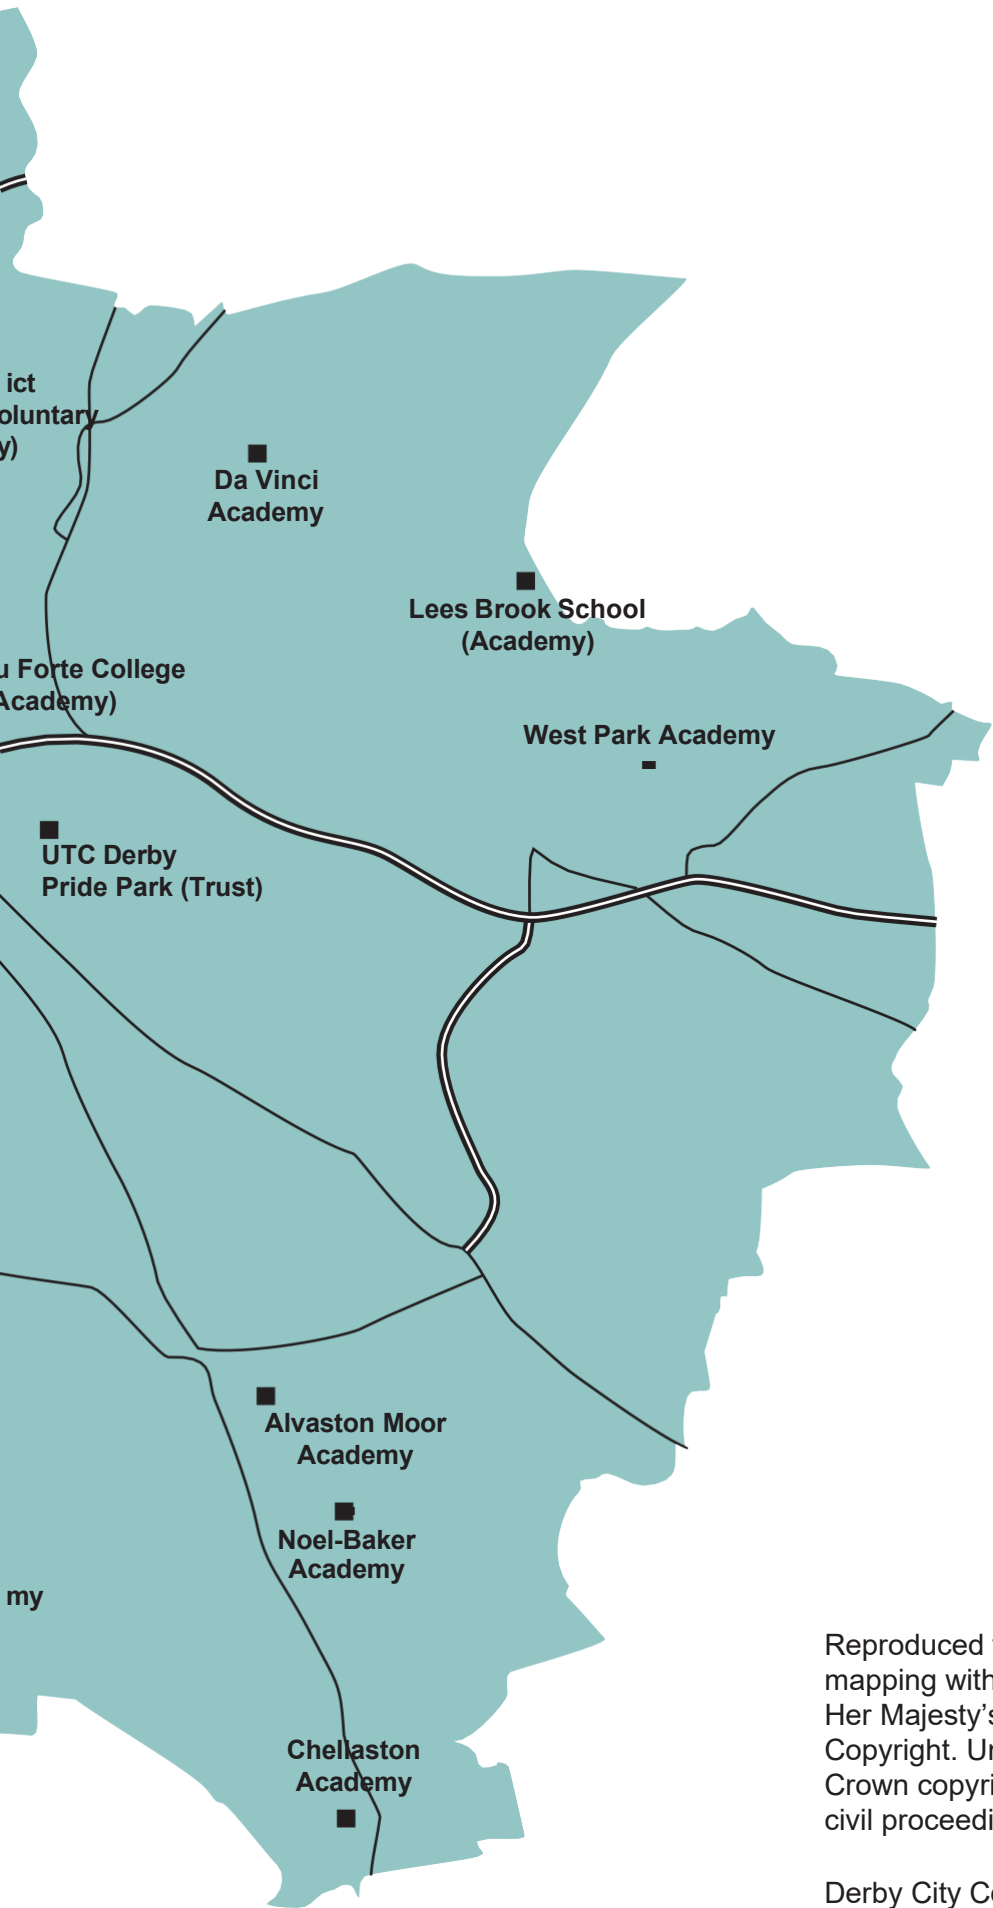 ict
oluntary
y)
Da Vinci
Academy
Lees Brook School
(Academy)
u Forte College
Academy)
West Park Academy
UTC Derby
Pride Park (Trust)
Alvaston Moor
Academy
Noel-Baker
Academy
my
Chellaston
Academy
Reproduced
mapping with
Her Majesty’s
Copyright. Un
Crown copyri
civil proceedi
Derby City Co